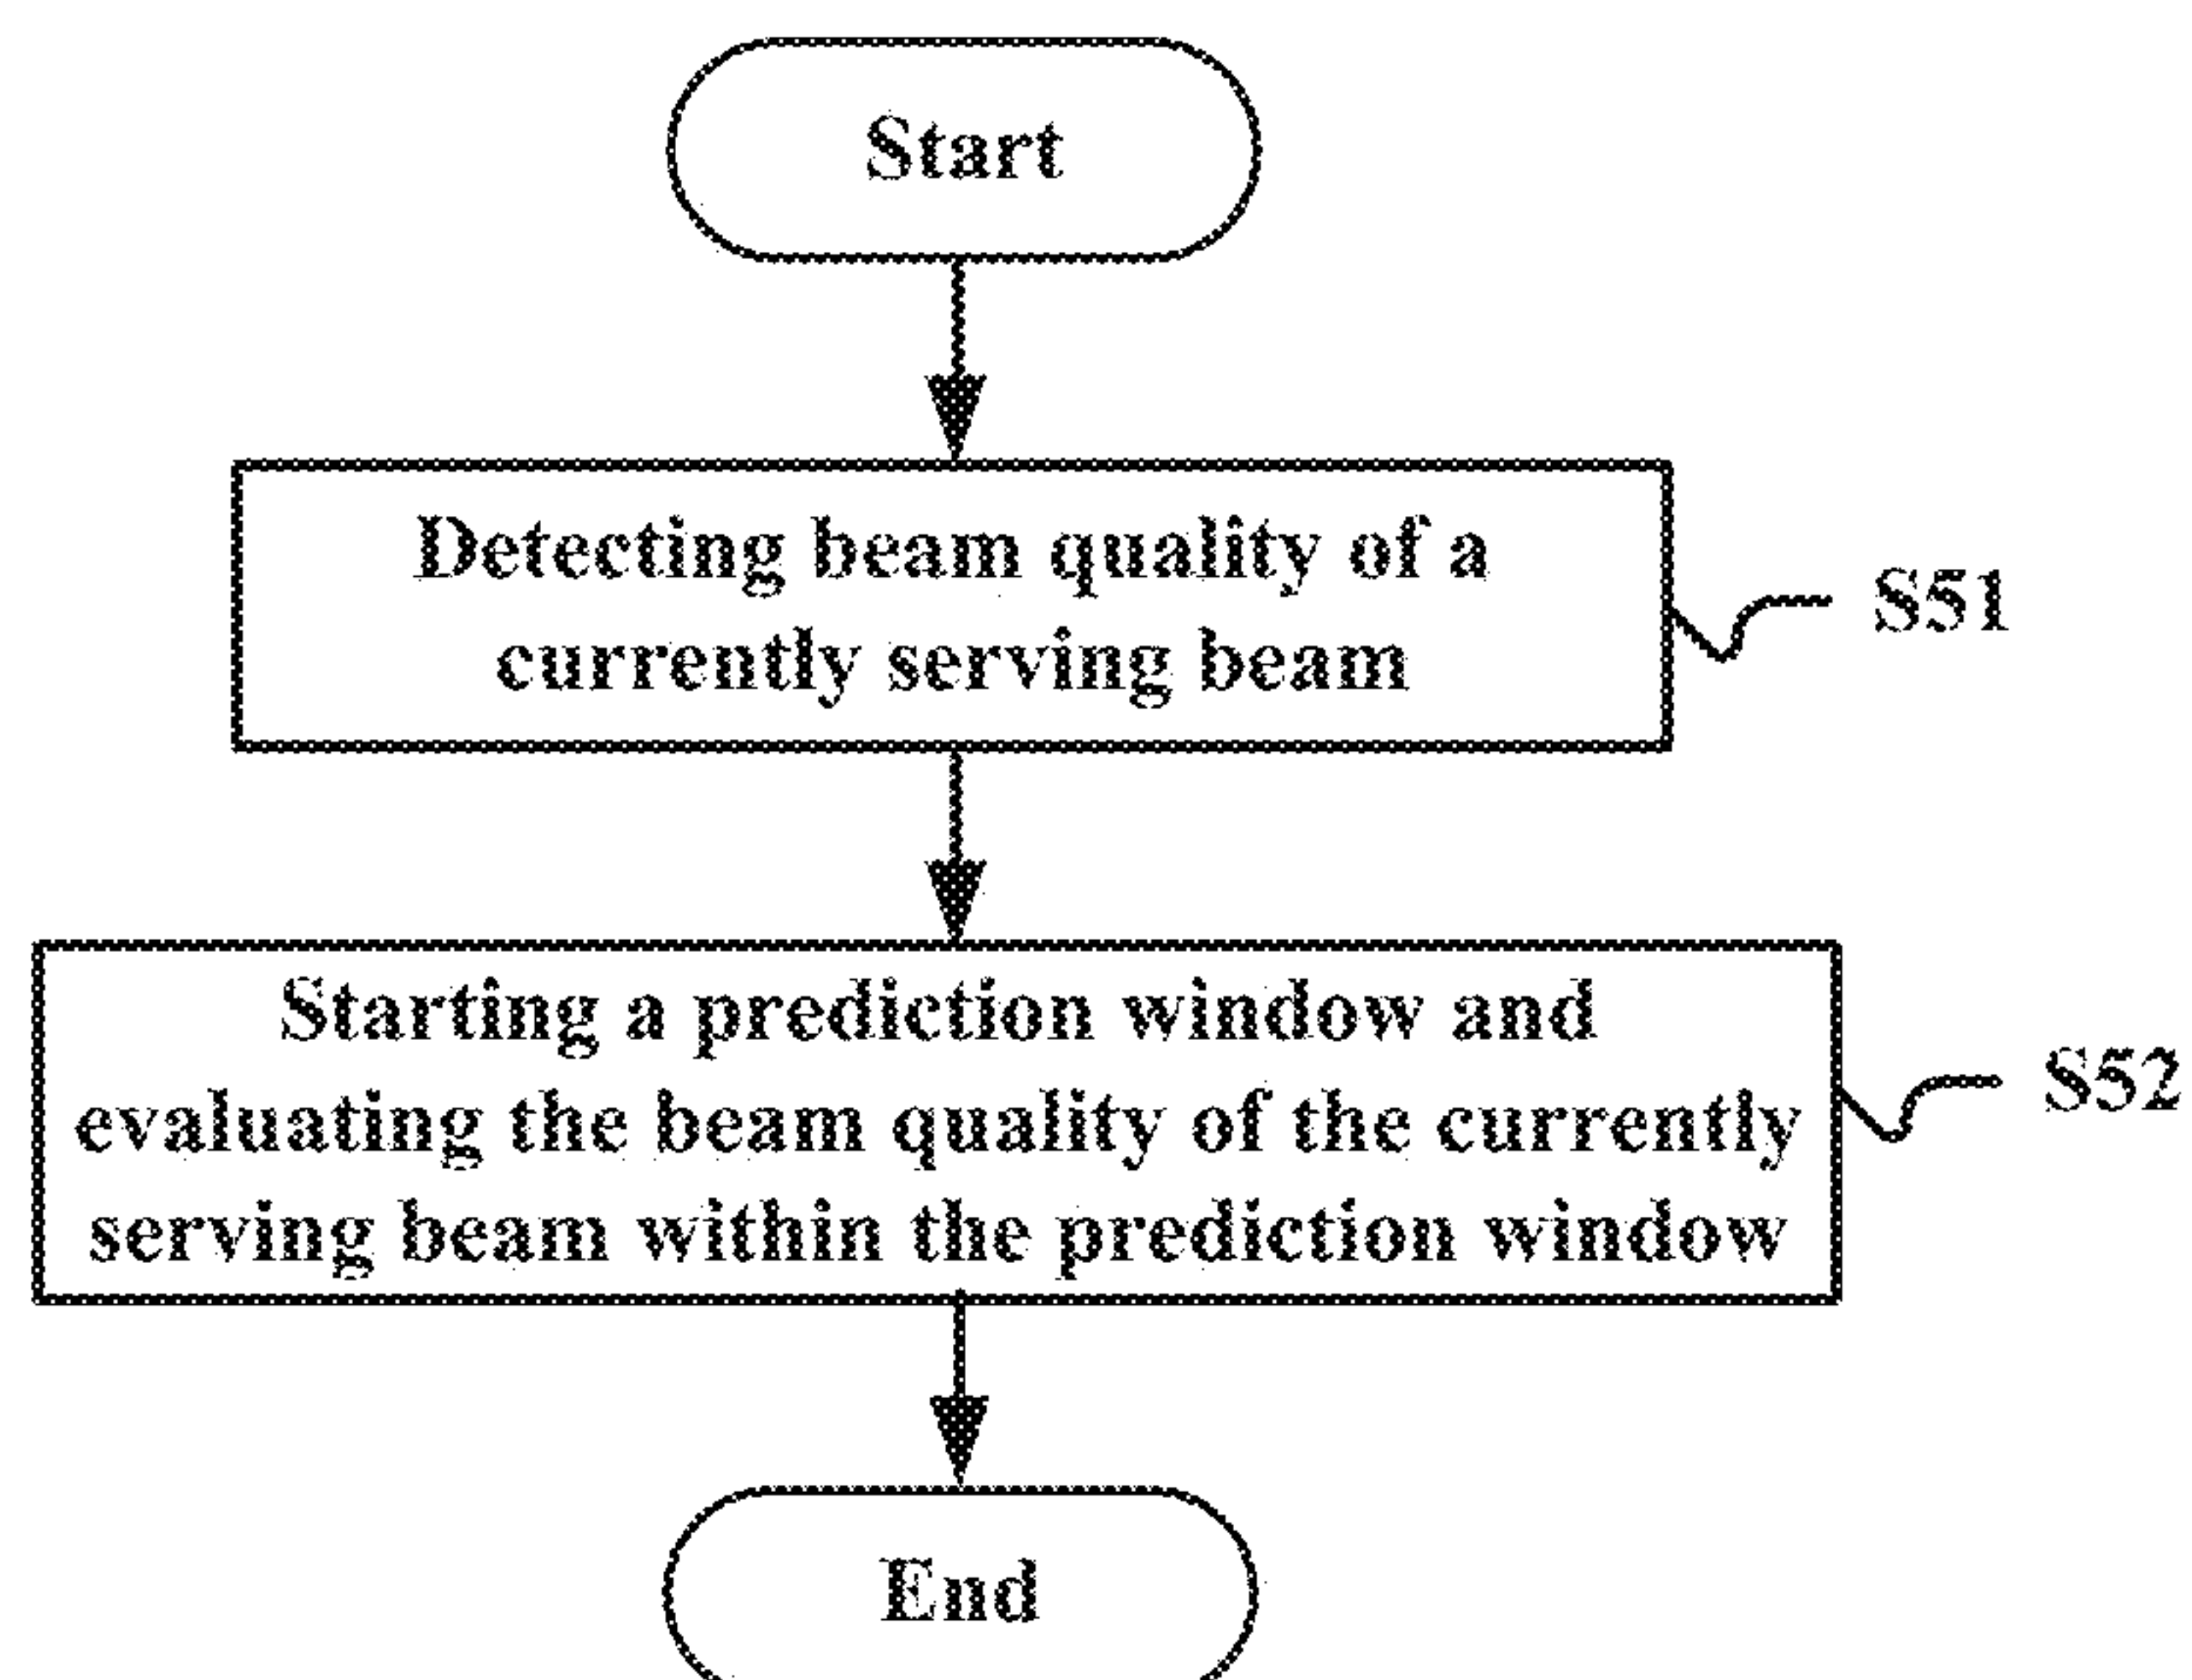 Start
Detecting beam quality of a
currently serving beam
S51
Starting a prediction window and
evaluating the beam quality of the currently
serving beam within the prediction window
S52
End